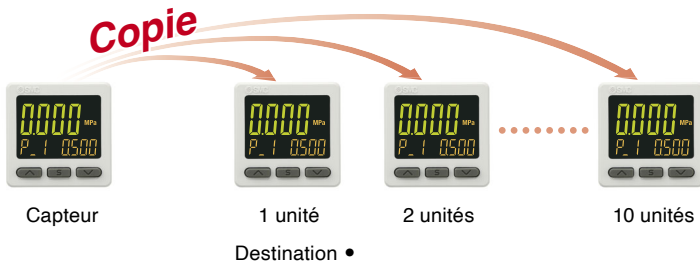 Copie
0.000 MPa
P_1 0.500
S
0.000 MPa
P_1 0.500
S
0.000 MPa
P_1 0.500
S
0.000 MPa
P_1 0.500
S
Capteur
1 unité
2 unités
10 unités
Destination •